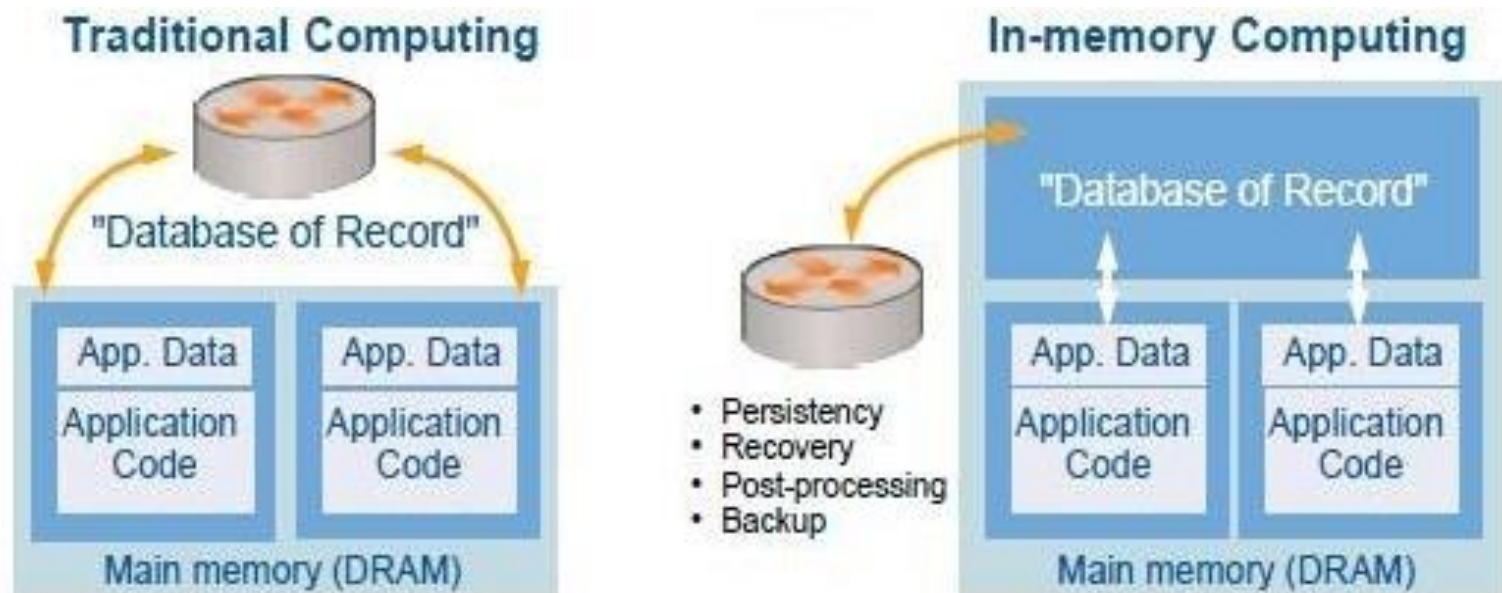 Traditional Computing
"Database of Record"
App. Data
Application
Code
App. Data
Application
Code
Main memory (DRAM)
In-memory Computing
"Database of Record"
• Persistency
• Recovery
• Post-processing
• Backup
App. Data
Application
Code
App. Data
Application
Code
Main memory (DRAM)